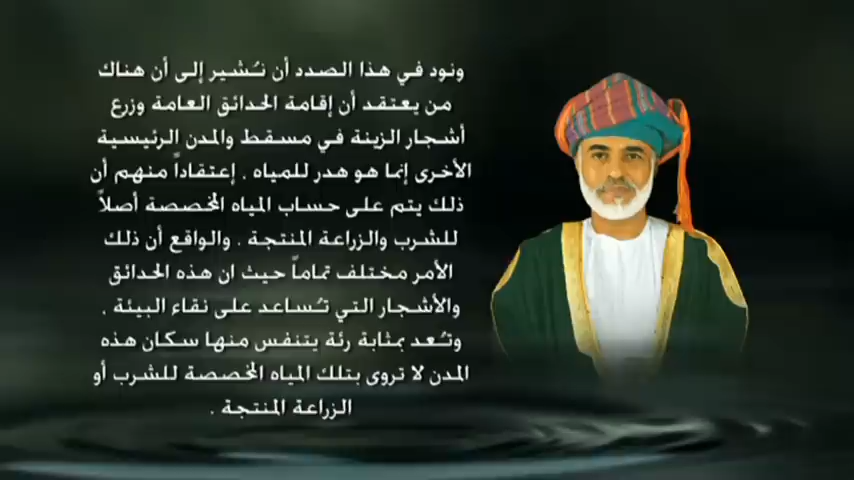 ونود في هذا الصدد أن نُشير إلى أن هناك
من يعتقد أن إقامة الحدائق العامة وزرع
أشجار الزينة في مسقط والمدن الرئيسية
الأخرى إنما هو هدر للمياه . إعتقاداً منهم أن
ذلك يتم على حساب المياه المخصصة أصلاً
للشرب والزراعة المنتجة . والواقع أن ذلك
الأمر مختلف تماماً حيث ان هذه الحدائق
والأشجار التي تُساعد على نقاء البيئة .
وتُعد بمثابة رئة يتنفس منها سكان هذه
المدن لا تروى بتلك المياه المخصصة للشرب أو
الزراعة المنتجة .